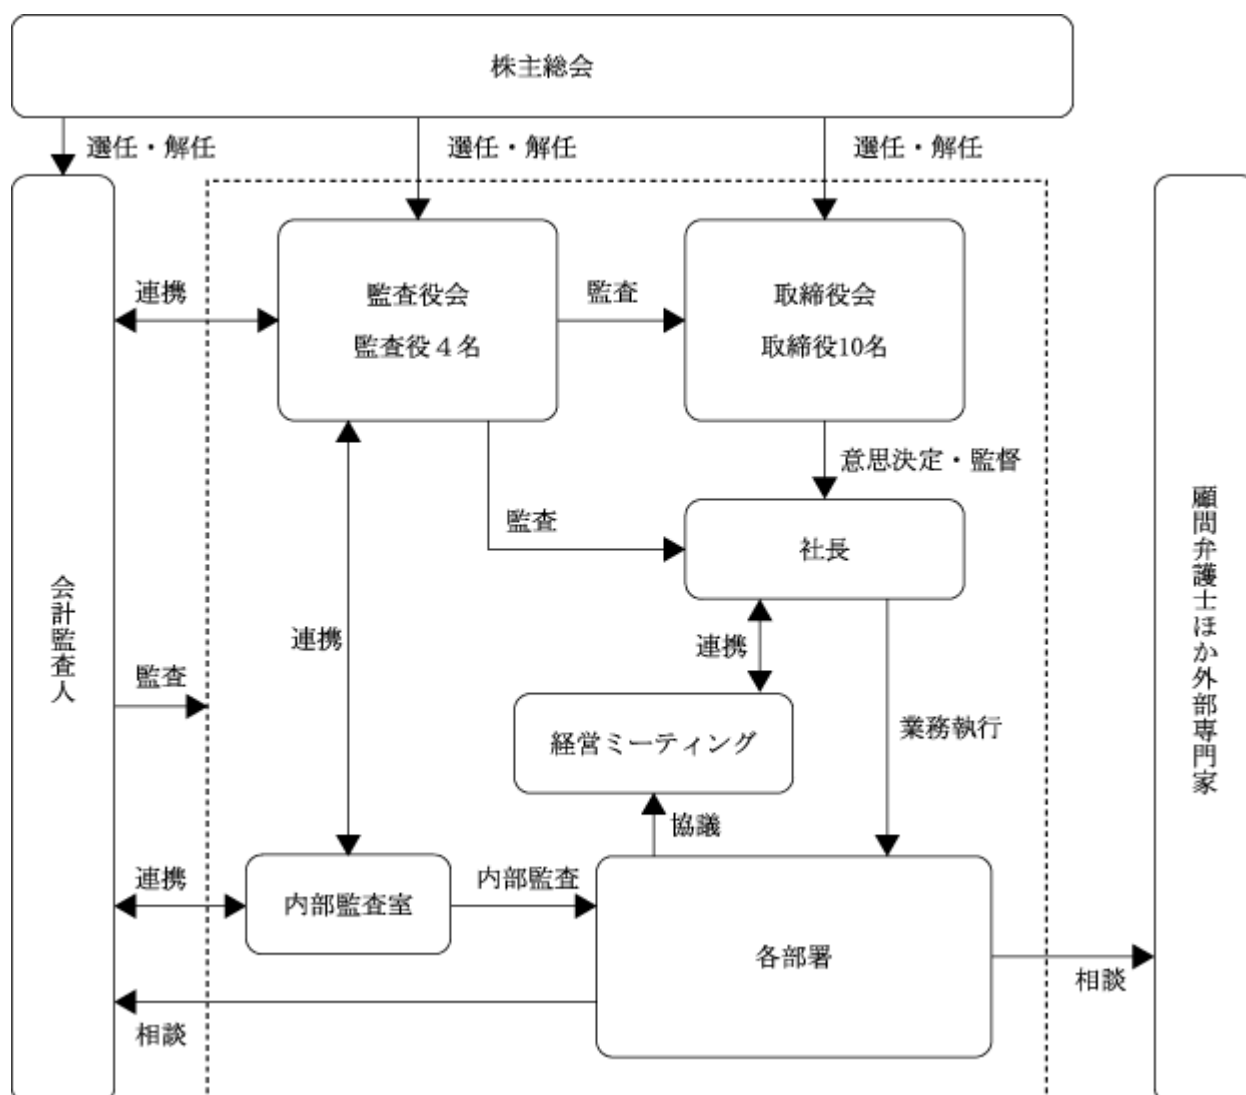 株主総会
選任・解任
選任・解任
選任・解任
連携
監査役会
監査役４名
監査
取締役会
取締役10名
意思決定・監督
監査
社長
会計監査人
顧問弁護士ほか外部専門家
連携
連携
監査
経営ミーティング
業務執行
協議
連携
内部監査室
内部監査
各部署
相談
相談